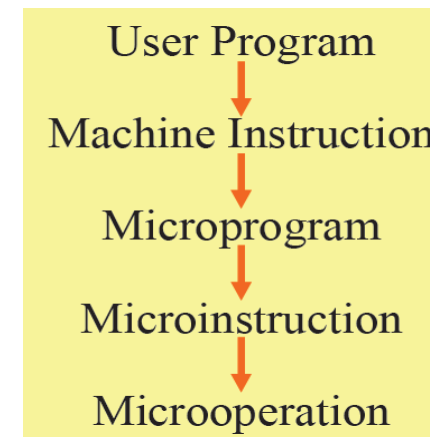 User Program
Machine Instruction
Microprogram
Microinstruction
Microoperation